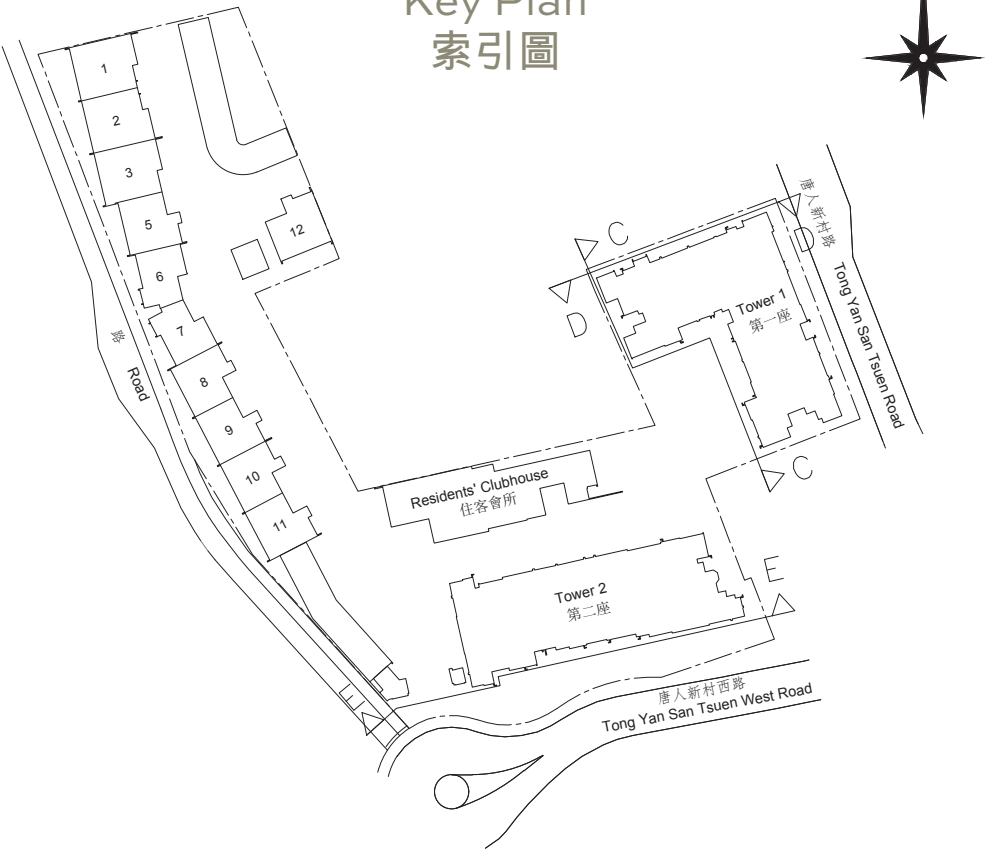 Key Plan
索引圖
1
2
3
5
6
7
8
9
10
11
12
路
Road
C
D
D
唐人新村路
Tong Yan San Tsuen Road
Tower 1
第一座
C
Residents' Clubhouse
住客會所
Tower 2
第二座
E
E
唐人新村西路
Tong Yan San Tsuen West Road